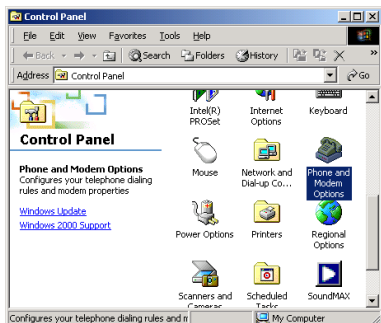 Control Panel
File Edit View Favorites Tools Help
Back Search Folders History »
Address Control Panel Go
Control Panel
Phone and Modem Options
Configures your telephone dialing
rules and modem properties
Windows Update
Windows 2000 Support
Intel(R)
PROSet
Internet
Options
Keyboard
Mouse
Network and
Dial-up Co...
Phone and
Modem
Options
Power Options
Printers
Regional
Options
Scanners and
Cameras
Scheduled
Tasks
SoundMAX
Configures your telephone dialing rules and m
My Computer